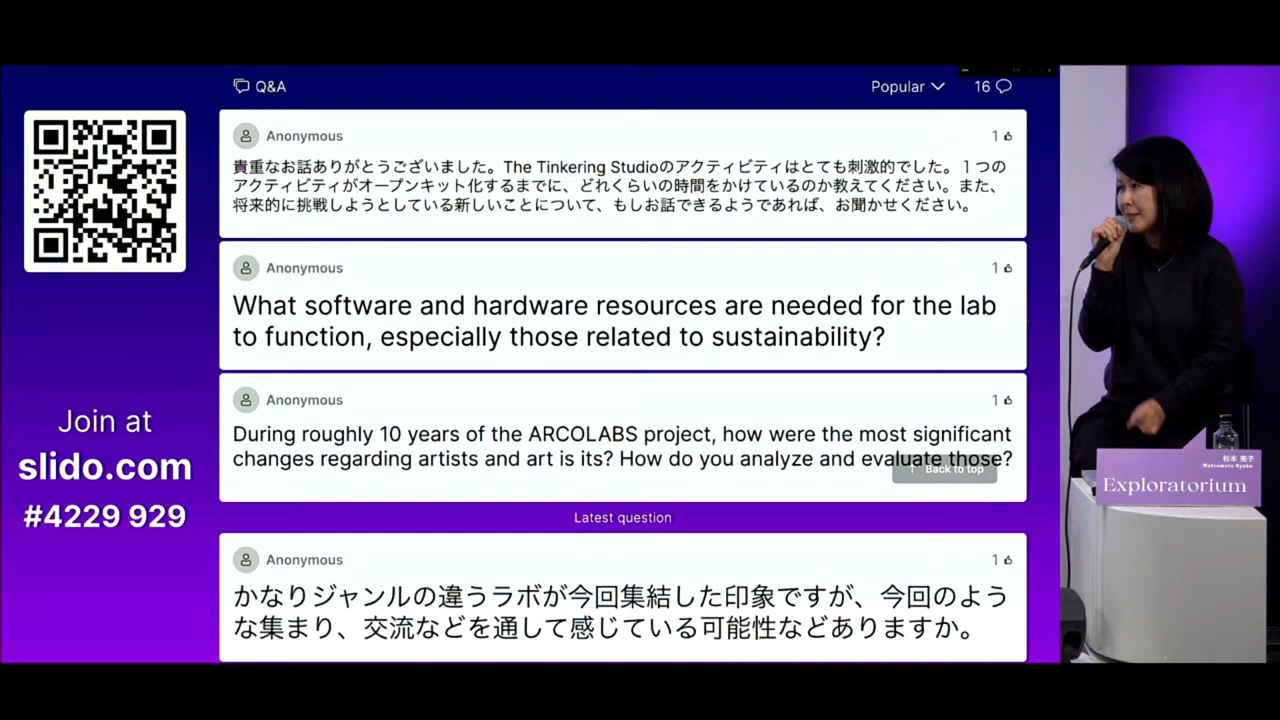 Q&A
Popular
16
Anonymous
1
貴重なお話ありがとうございました。The Tinkering Studioのアクティビティはとても刺激的でした。１つの
アクティビティがオープンキット化するまでに、どれくらいの時間をかけているのか教えてください。また、
将来的に挑戦しようとしている新しいことについて、もしお話できるようであれば、お聞かせください。
Anonymous
1
What software and hardware resources are needed for the lab
to function, especially those related to sustainability?
Anonymous
1
During roughly 10 years of the ARCOLABS project, how were the most significant
changes regarding artists and art is its? How do you analyze and evaluate those?
↑ Back to top
Latest question
Anonymous
1
かなりジャンルの違うラボが今回集結した印象ですが、今回のよう
な集まり、交流などを通して感じている可能性などありますか。
Join at
slido.com
#4229 929
松本 亮子
Matsumoto Ryoko
Exploratorium